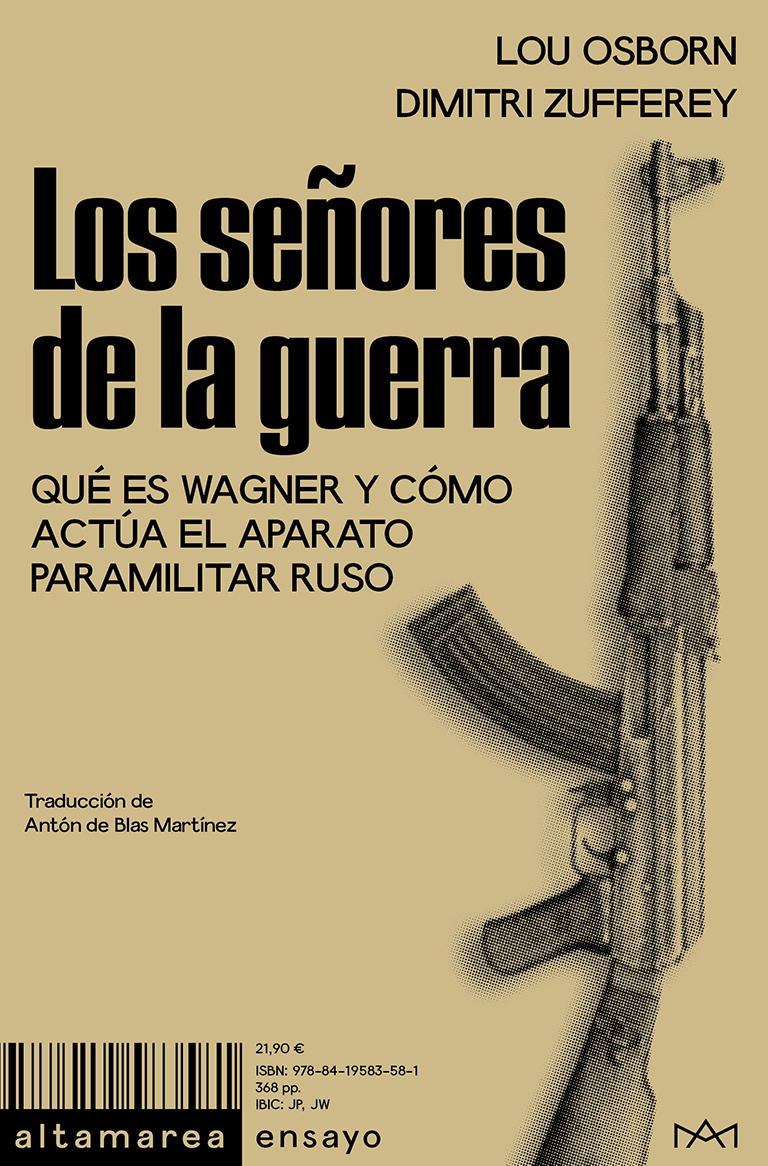 LOU OSBORN
DIMITRI ZUFFEREY
Los señores
de la guerra
QUÉ ES WAGNER Y CÓMO
ACTÚA EL APARATO
PARAMILITAR RUSO
Traducción de
Antón de Blas Martínez
21,90 €
ISBN: 978-84-19583-58-1
368 pp.
IBIC: JP, JW
altamarea ensayo